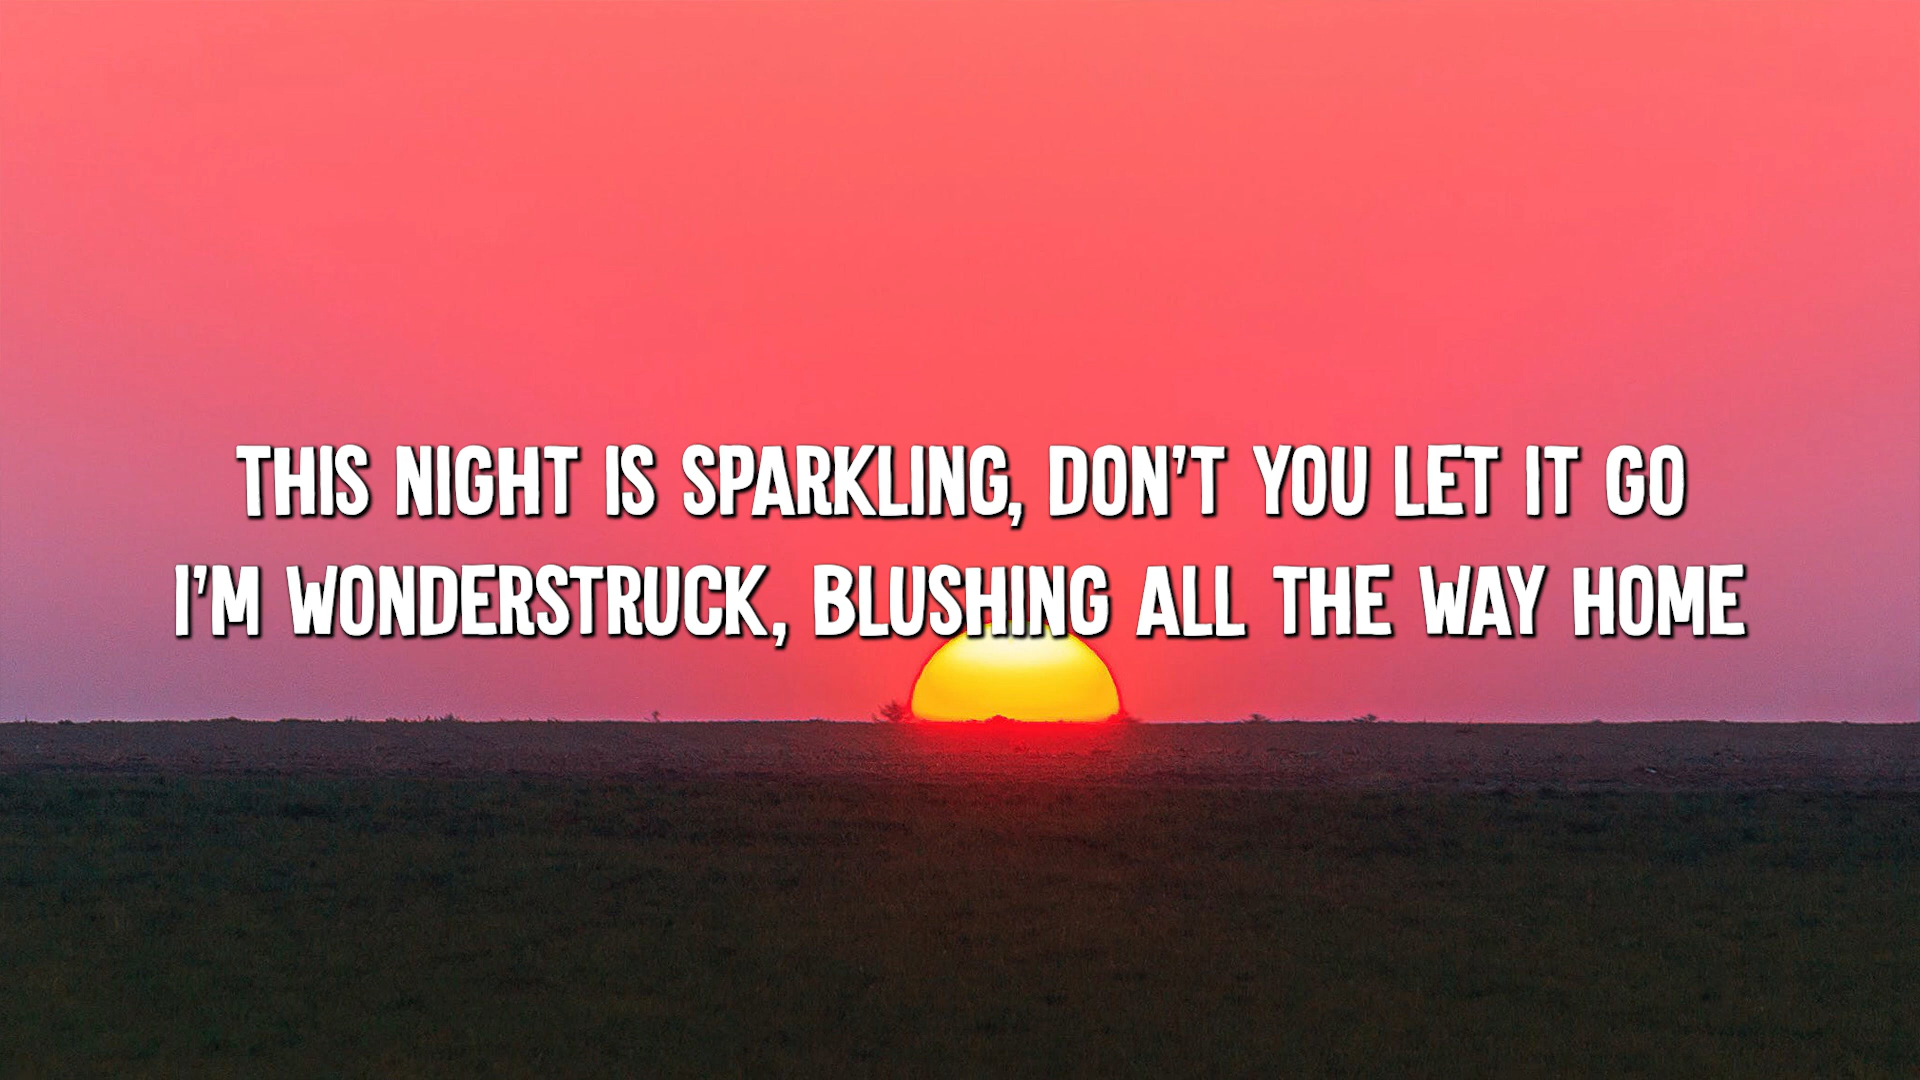 THIS NIGHT IS SPARKLING, DON'T YOU LET IT GO
I'M WONDERSTRUCK, BLUSHING ALL THE WAY HOME